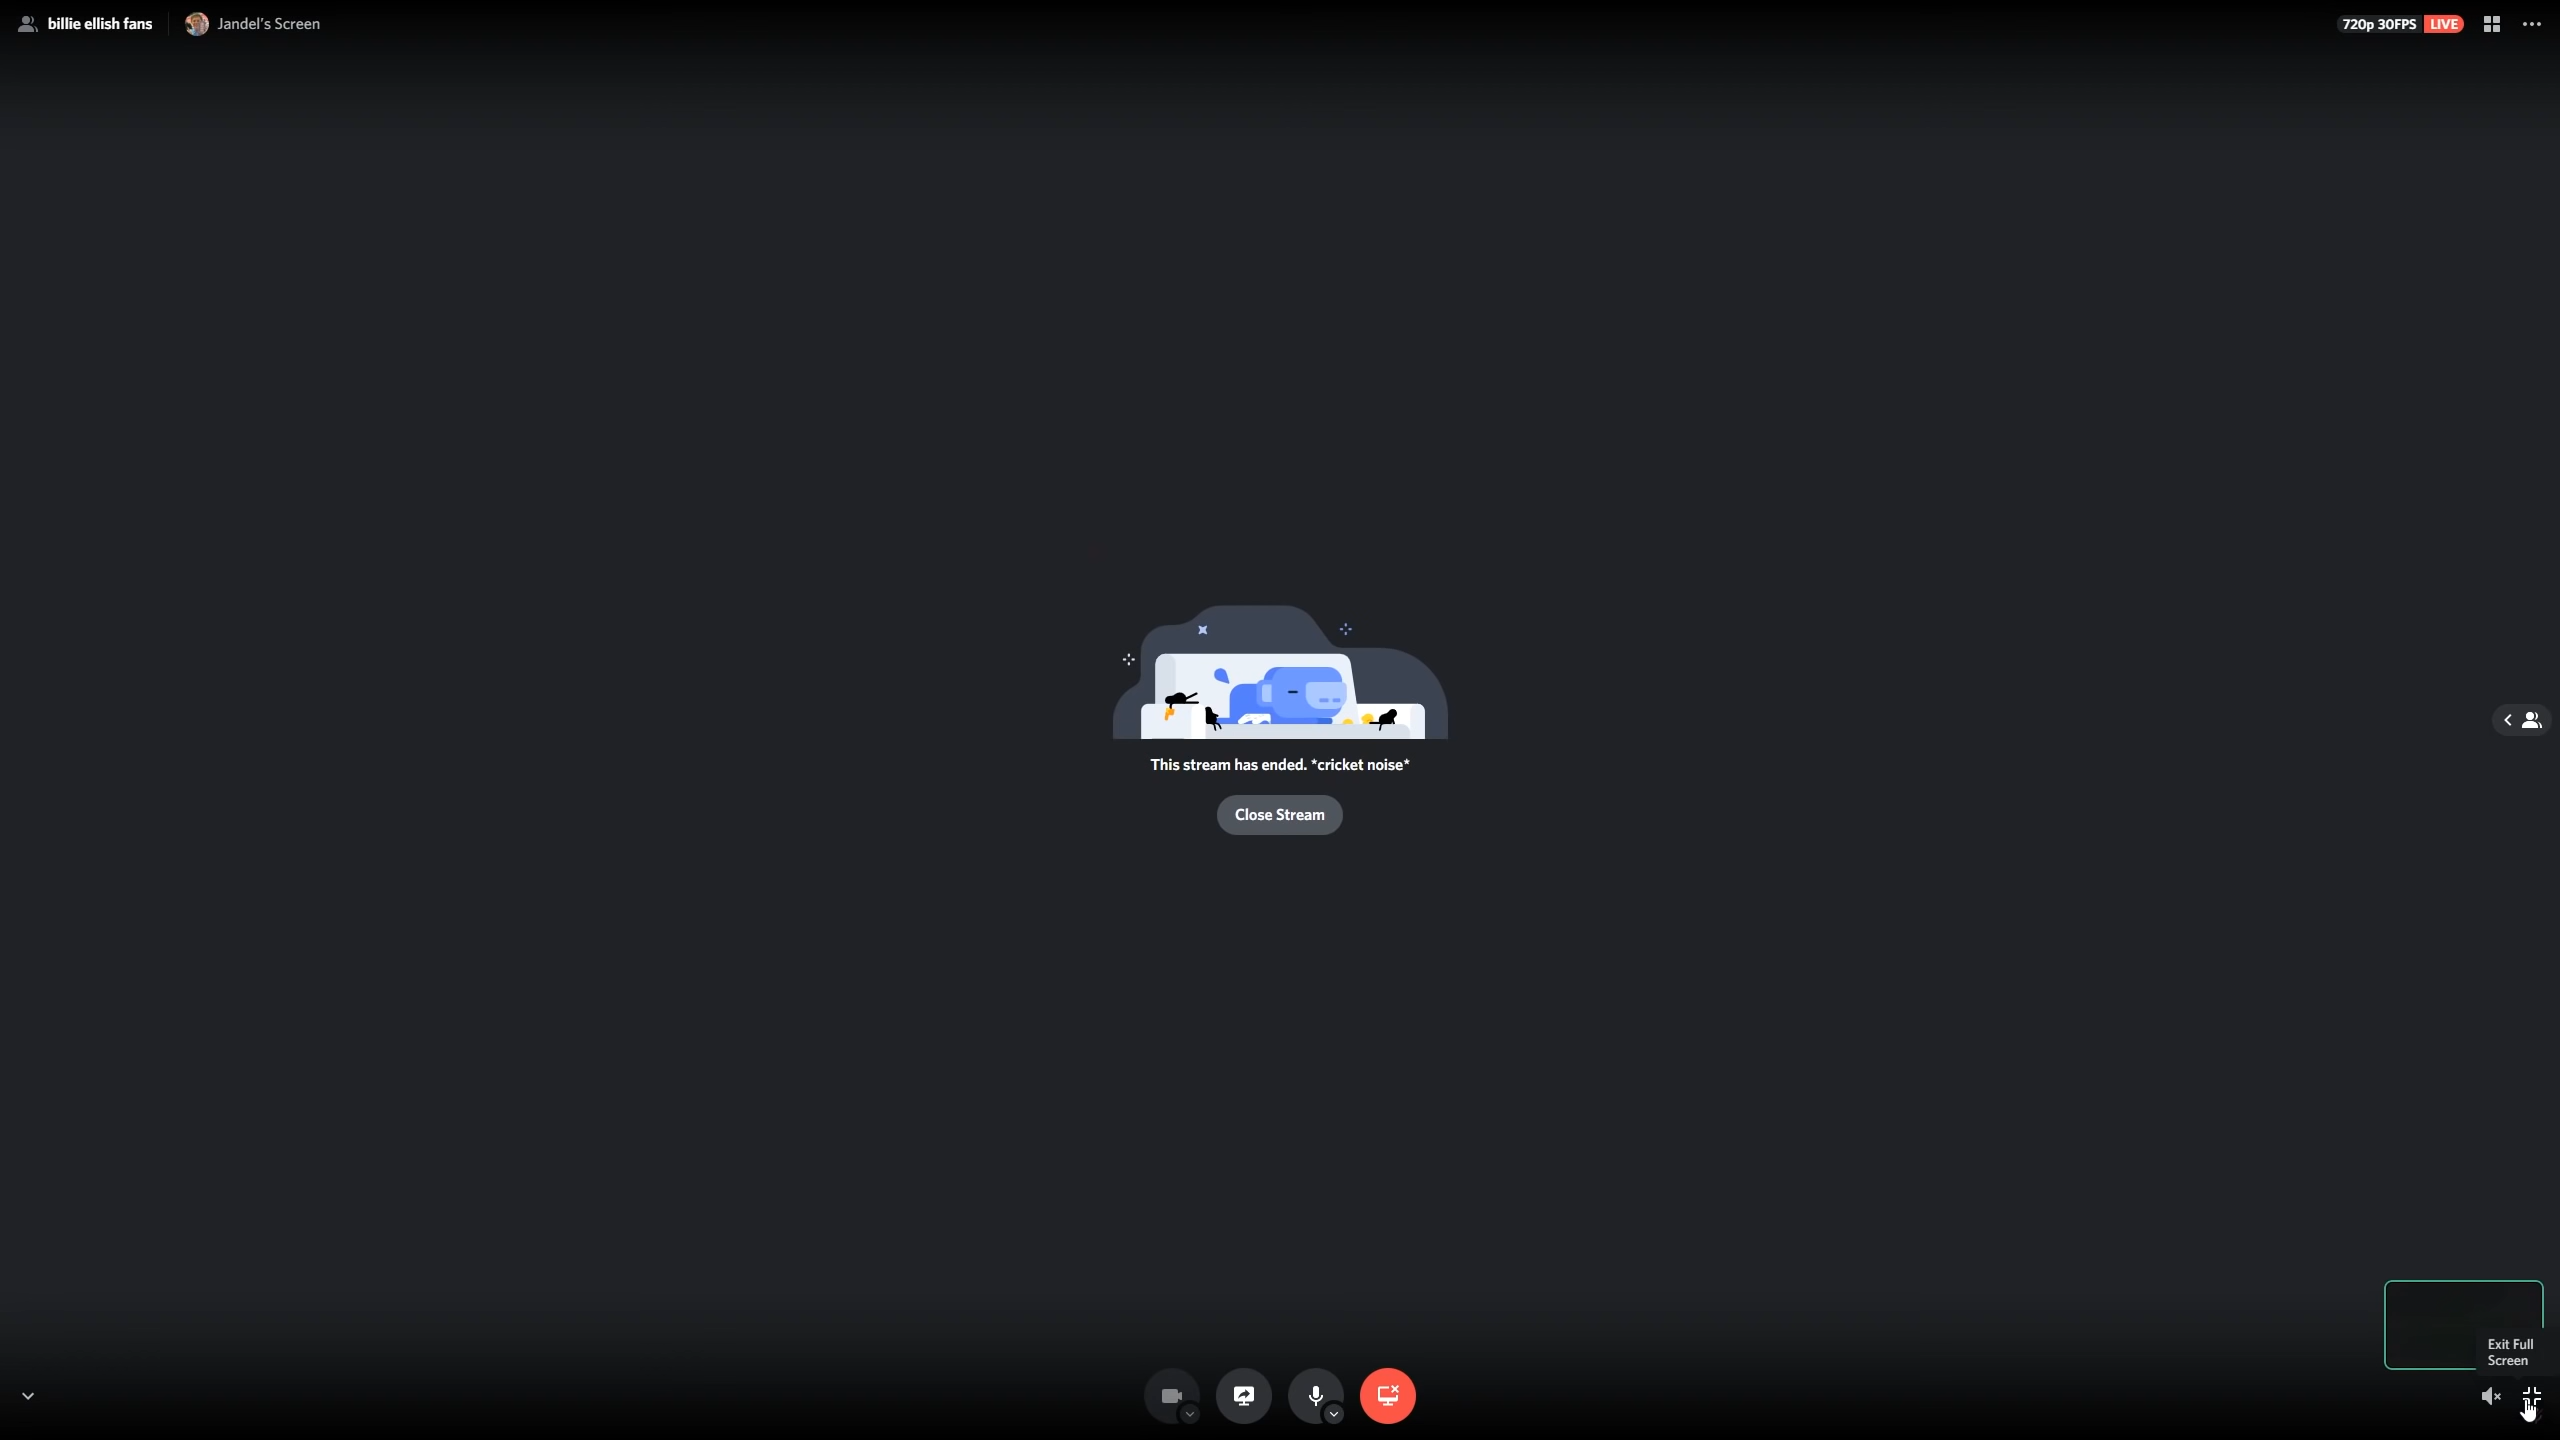 billie ellish fans
Jandel's Screen
720p 30FPS LIVE
This stream has ended. *cricket noise*
Close Stream
Exit Full
Screen